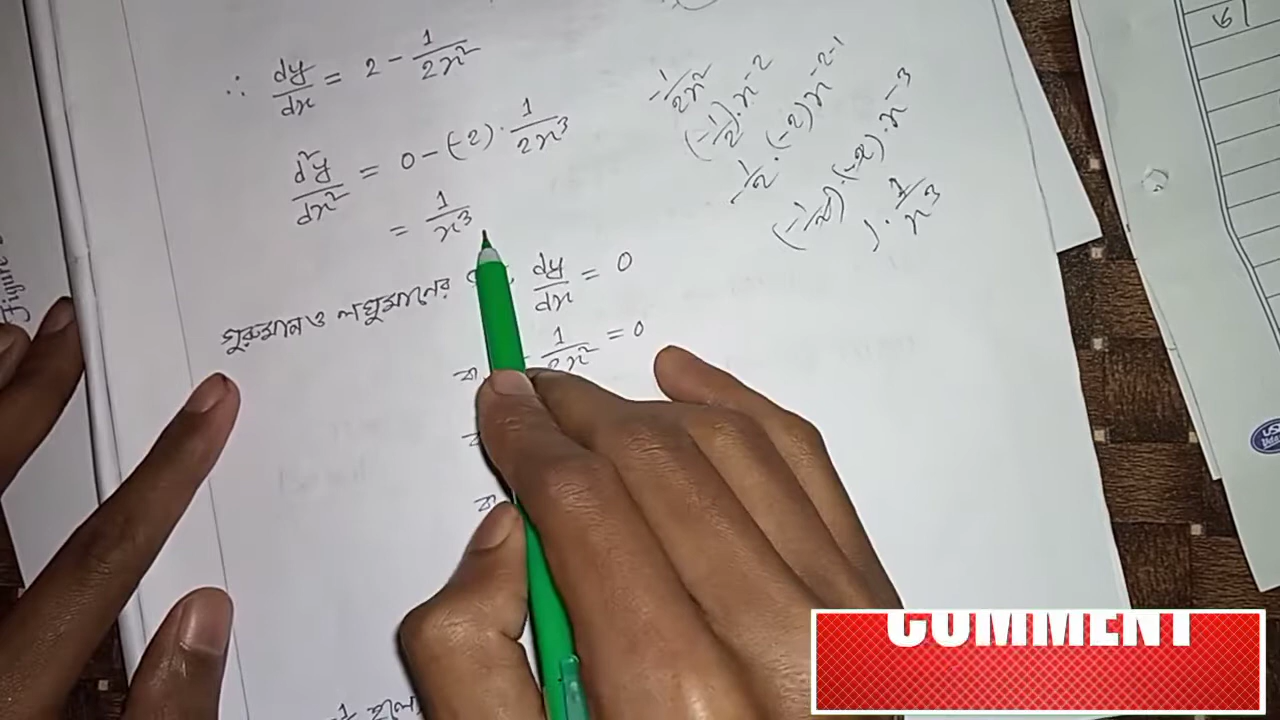 ∴ dy/dx = 2 - 1/2x²
d²y/dx² = 0 - (-2) · 1/2x³
= 1/x³
গুরুমান ও লঘুমানের dy/dx = 0
1/2x² = 0
বা
-1/2x²
(-1/2) · x⁻²
-1/2 · (-2) x⁻²⁻¹
(-1/2) · (-2) · x⁻³
1 · 1/x³
Figure
COMMENT